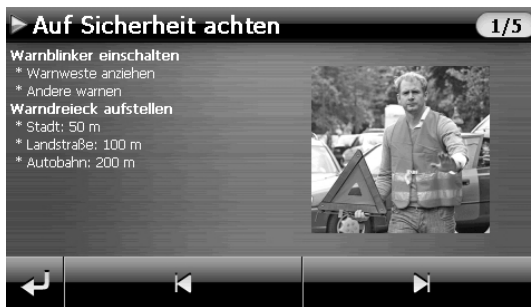 Auf Sicherheit achten
1/5
Warnblinker einschalten
* Warnweste anziehen
* Andere warnen
Warndreieck aufstellen
* Stadt: 50 m
* Landstraße: 100 m
* Autobahn: 200 m